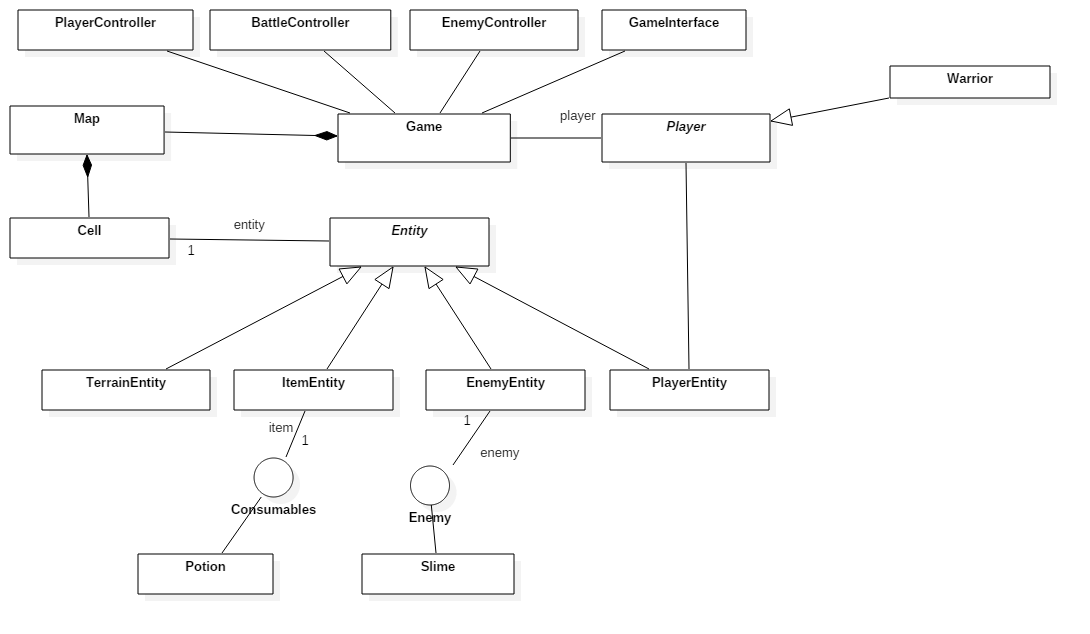 PlayerController
BattleController
EnemyController
GameInterface
Warrior
Map
Game
player
Player
Cell
1
entity
Entity
TerrainEntity
ItemEntity
EnemyEntity
PlayerEntity
item
1
1
enemy
Consumables
Enemy
Potion
Slime